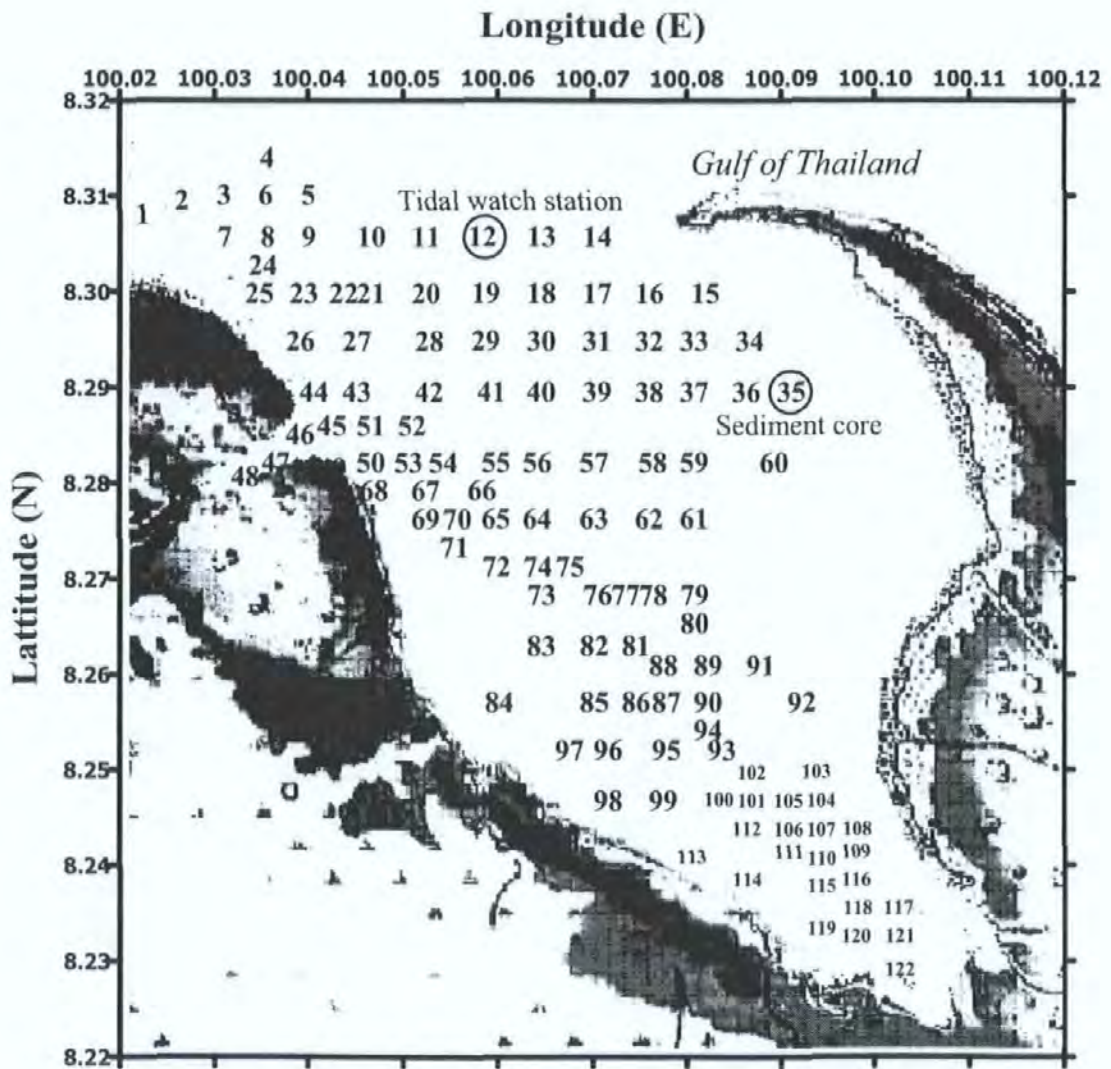 Longitude (E)
100.02 100.03 100.04 100.05 100.06 100.07 100.08 100.09 100.10 100.11 100.12
8.32
4
Gulf of Thailand
8.31 1 2 3 6 5
Tidal watch station
7 8 9 10 11 12 13 14
24
8.30 25 23 22 21 20 19 18 17 16 15
26 27 28 29 30 31 32 33 34
8.29 44 43 42 41 40 39 38 37 36 35
46 45 51 52 Sediment core
Lattitude (N)
48 47 50 53 54 55 56 57 58 59 60
8.28 68 67 66
69 70 65 64 63 62 61
71
8.27 72 74 75
73 76 77 78 79
80
83 82 81
8.26 88 89 91
84 85 86 87 90 92
94
97 96 95 93
8.25 102 103
98 99 100 101 105 104
112 106 107 108
8.24 113 111 110 109
114 115 116
118 117
119 120 121
8.23 122
8.22